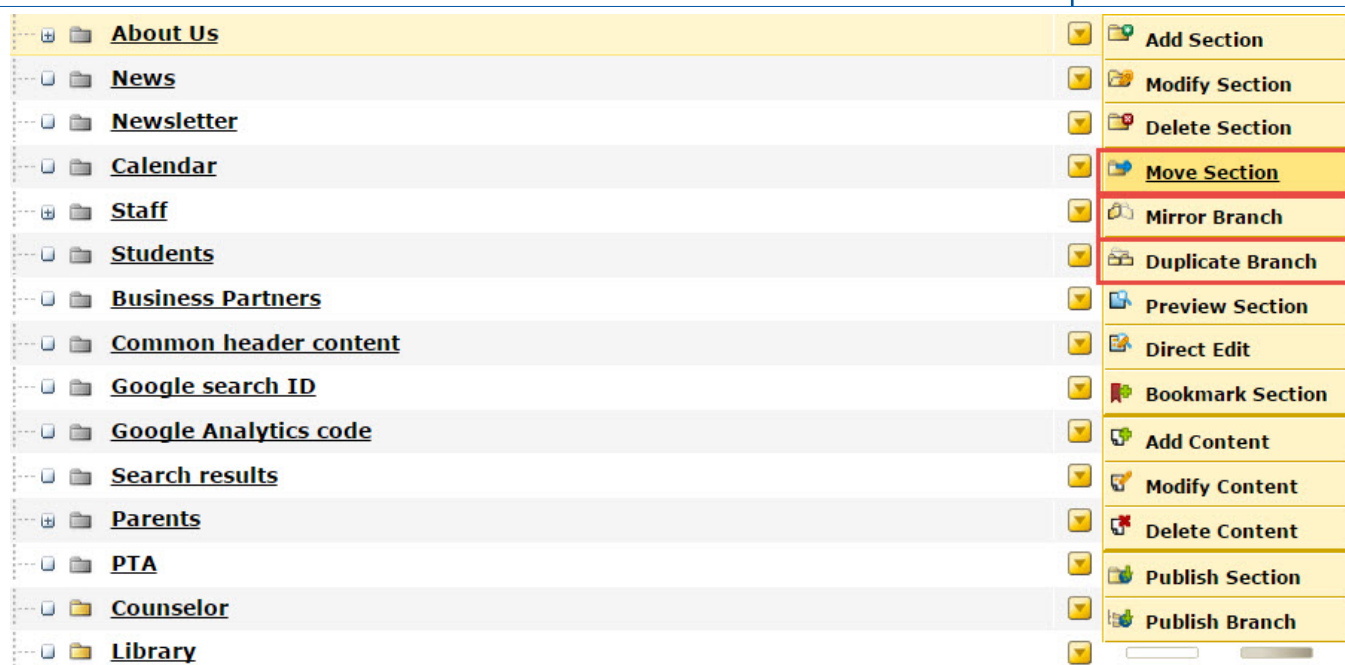 About Us
News
Newsletter
Calendar
Staff
Students
Business Partners
Common header content
Google search ID
Google Analytics code
Search results
Parents
PTA
Counselor
Library
Add Section
Modify Section
Delete Section
Move Section
Mirror Branch
Duplicate Branch
Preview Section
Direct Edit
Bookmark Section
Add Content
Modify Content
Delete Content
Publish Section
Publish Branch